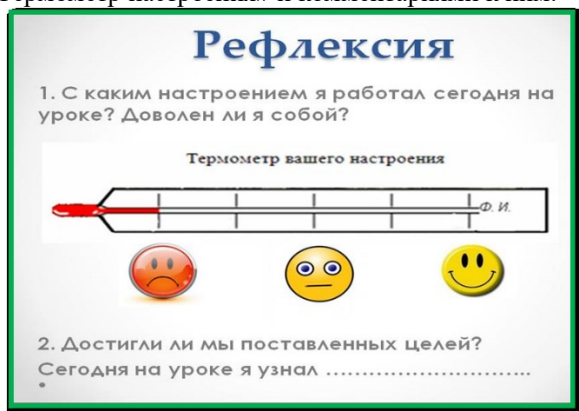 Рефлексия
1. С каким настроением я работал сегодня на
уроке? Доволен ли я собой?
Термометр вашего настроения
Ф. И.
2. Достигли ли мы поставленных целей?
Сегодня на уроке я узнал ………………………..